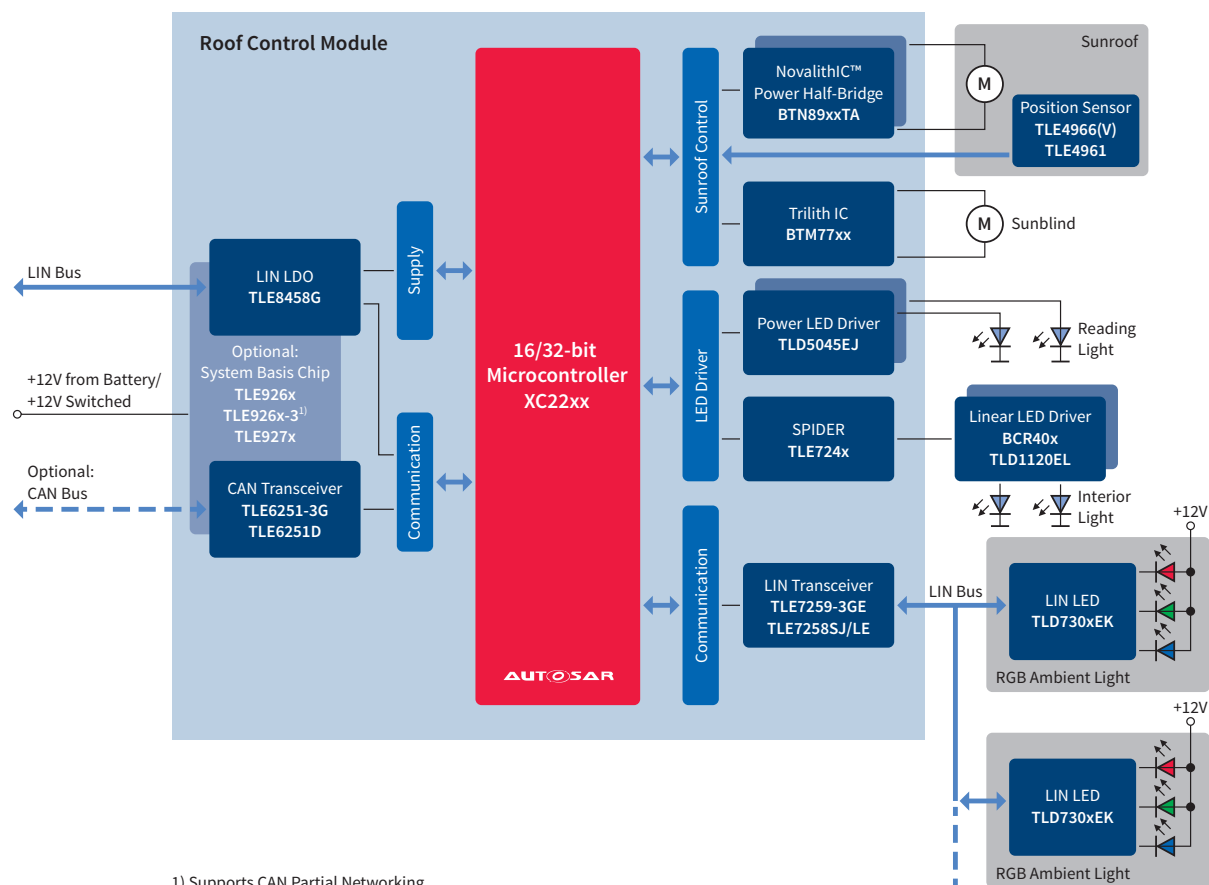 Roof Control Module
LIN Bus
+12V from Battery/
+12V Switched
Optional:
CAN Bus
LIN LDO
TLE8458G
Optional:
System Basis Chip
TLE926x
TLE926x-3¹⁾
TLE927x
CAN Transceiver
TLE6251-3G
TLE6251D
Supply
Communication
16/32-bit
Microcontroller
XC22xx
AUTOSAR
Sunroof Control
LED Driver
Communication
NovalithIC™
Power Half-Bridge
BTN89xxTA
Trilith IC
BTM77xx
Power LED Driver
TLD5045EJ
SPIDER
TLE724x
LIN Transceiver
TLE7259-3GE
TLE7258SJ/LE
Sunroof
M
Position Sensor
TLE4966(V)
TLE4961
M
Sunblind
Reading
Light
Linear LED Driver
BCR40x
TLD1120EL
Interior
Light
LIN Bus
+12V
LIN LED
TLD730xEK
RGB Ambient Light
+12V
LIN LED
TLD730xEK
RGB Ambient Light
1) Supports CAN Partial Networking